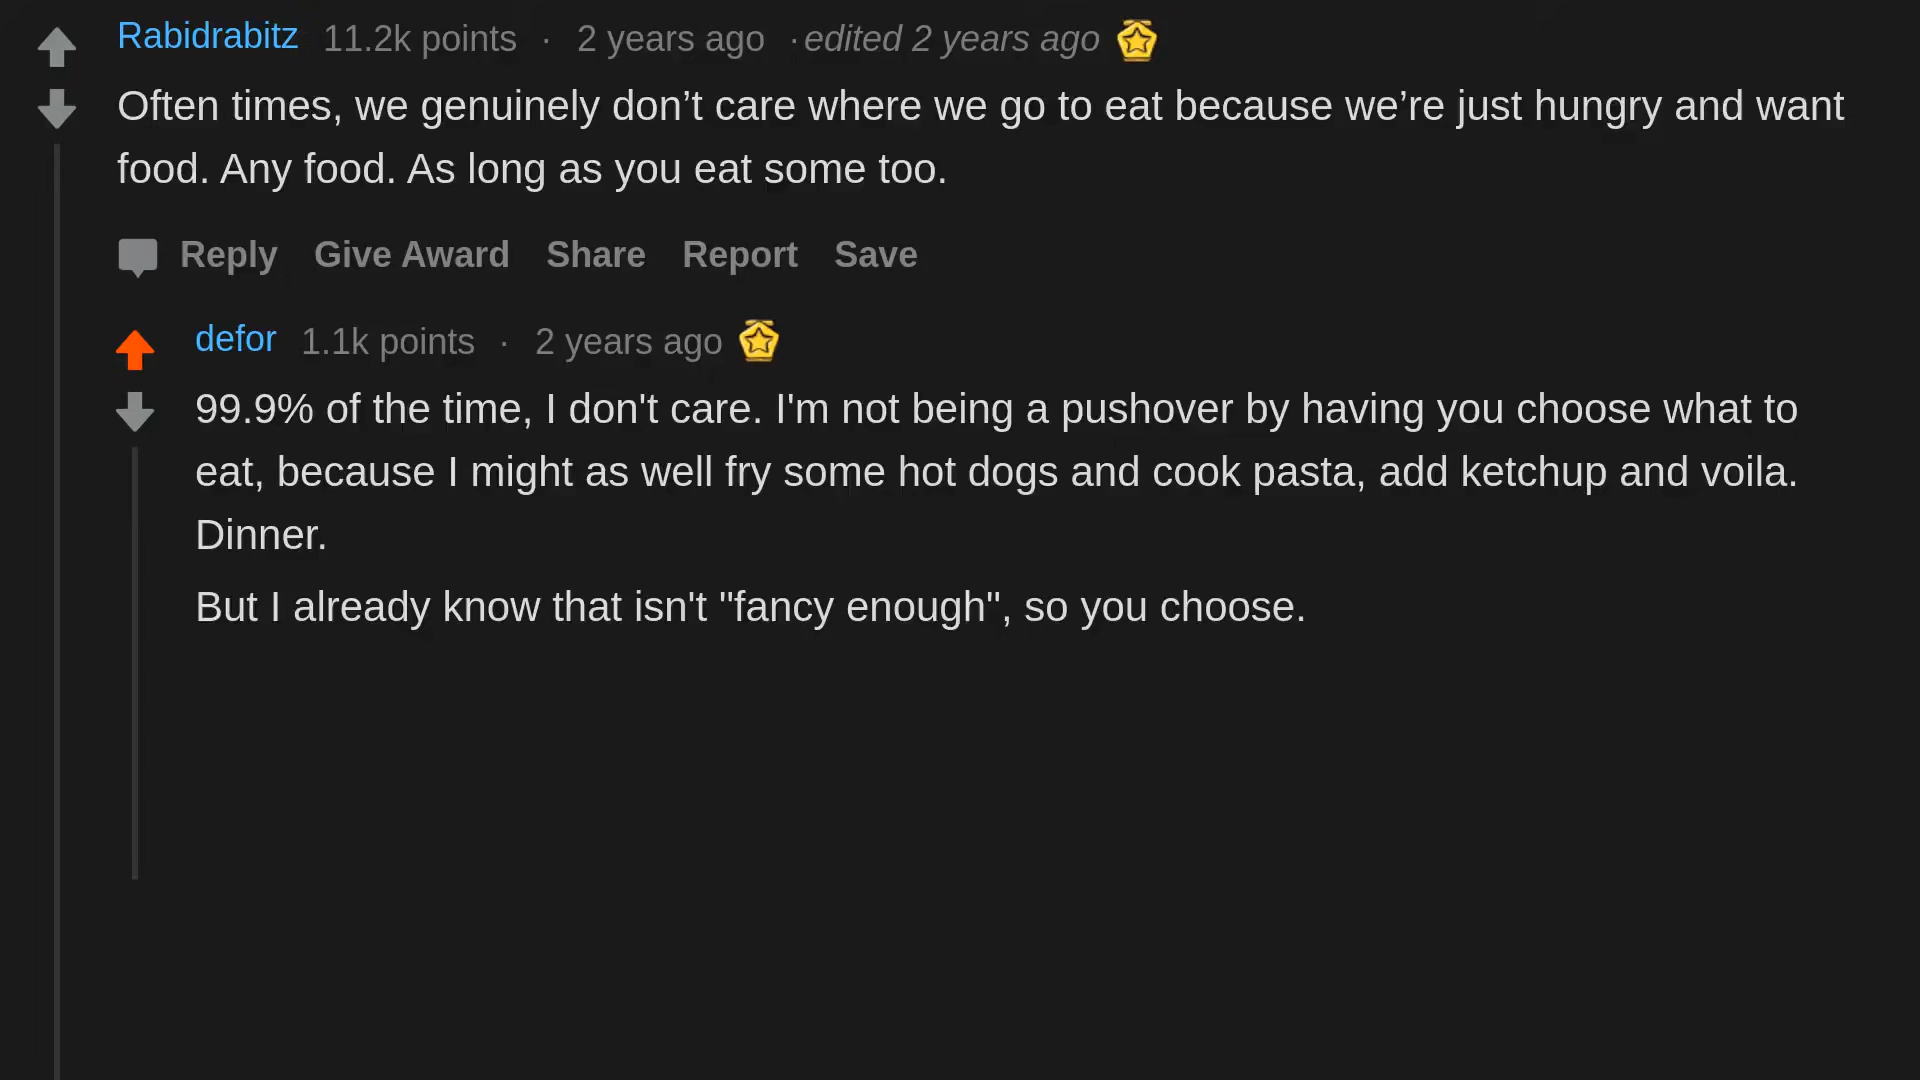 Rabidrabitz 11.2k points · 2 years ago · edited 2 years ago
Often times, we genuinely don’t care where we go to eat because we’re just hungry and want
food. Any food. As long as you eat some too.
Reply Give Award Share Report Save
defor 1.1k points · 2 years ago
99.9% of the time, I don't care. I'm not being a pushover by having you choose what to
eat, because I might as well fry some hot dogs and cook pasta, add ketchup and voila.
Dinner.
But I already know that isn't "fancy enough", so you choose.